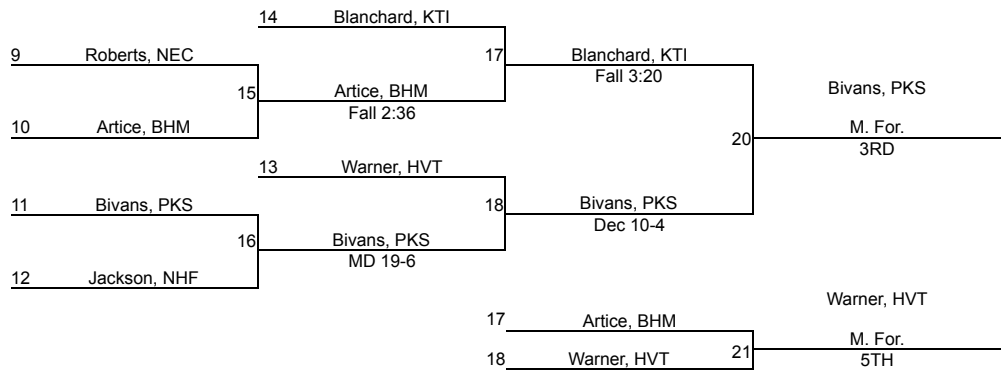 14 Blanchard, KTI
9 Roberts, NEC
17 Blanchard, KTI
Fall 3:20
15 Artice, BHM
Fall 2:36
Bivans, PKS
10 Artice, BHM
20 M. For.
3RD
13 Warner, HVT
11 Bivans, PKS
18 Bivans, PKS
Dec 10-4
16 Bivans, PKS
MD 19-6
12 Jackson, NHF
Warner, HVT
17 Artice, BHM
21 M. For.
5TH
18 Warner, HVT